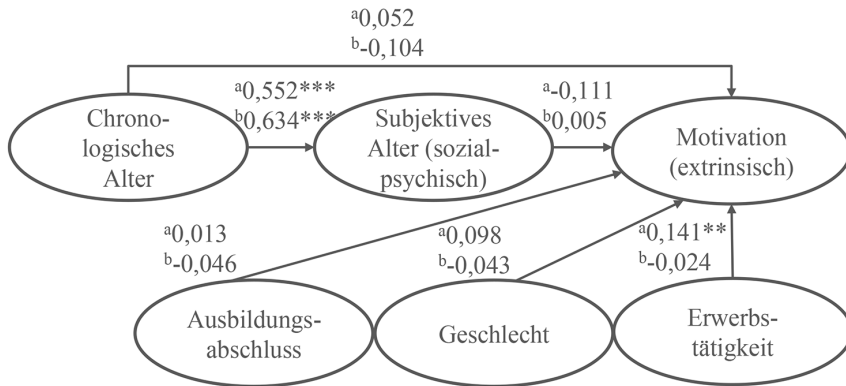 a0,052
b-0,104
a0,552***
b0,634***
a-0,111
b0,005
Chrono-
logisches
Alter
Subjektives
Alter (sozial-
psychisch)
Motivation
(extrinsisch)
a0,013
b-0,046
a0,098
b-0,043
a0,141**
b-0,024
Ausbildungs-
abschluss
Geschlecht
Erwerbs-
tätigkeit